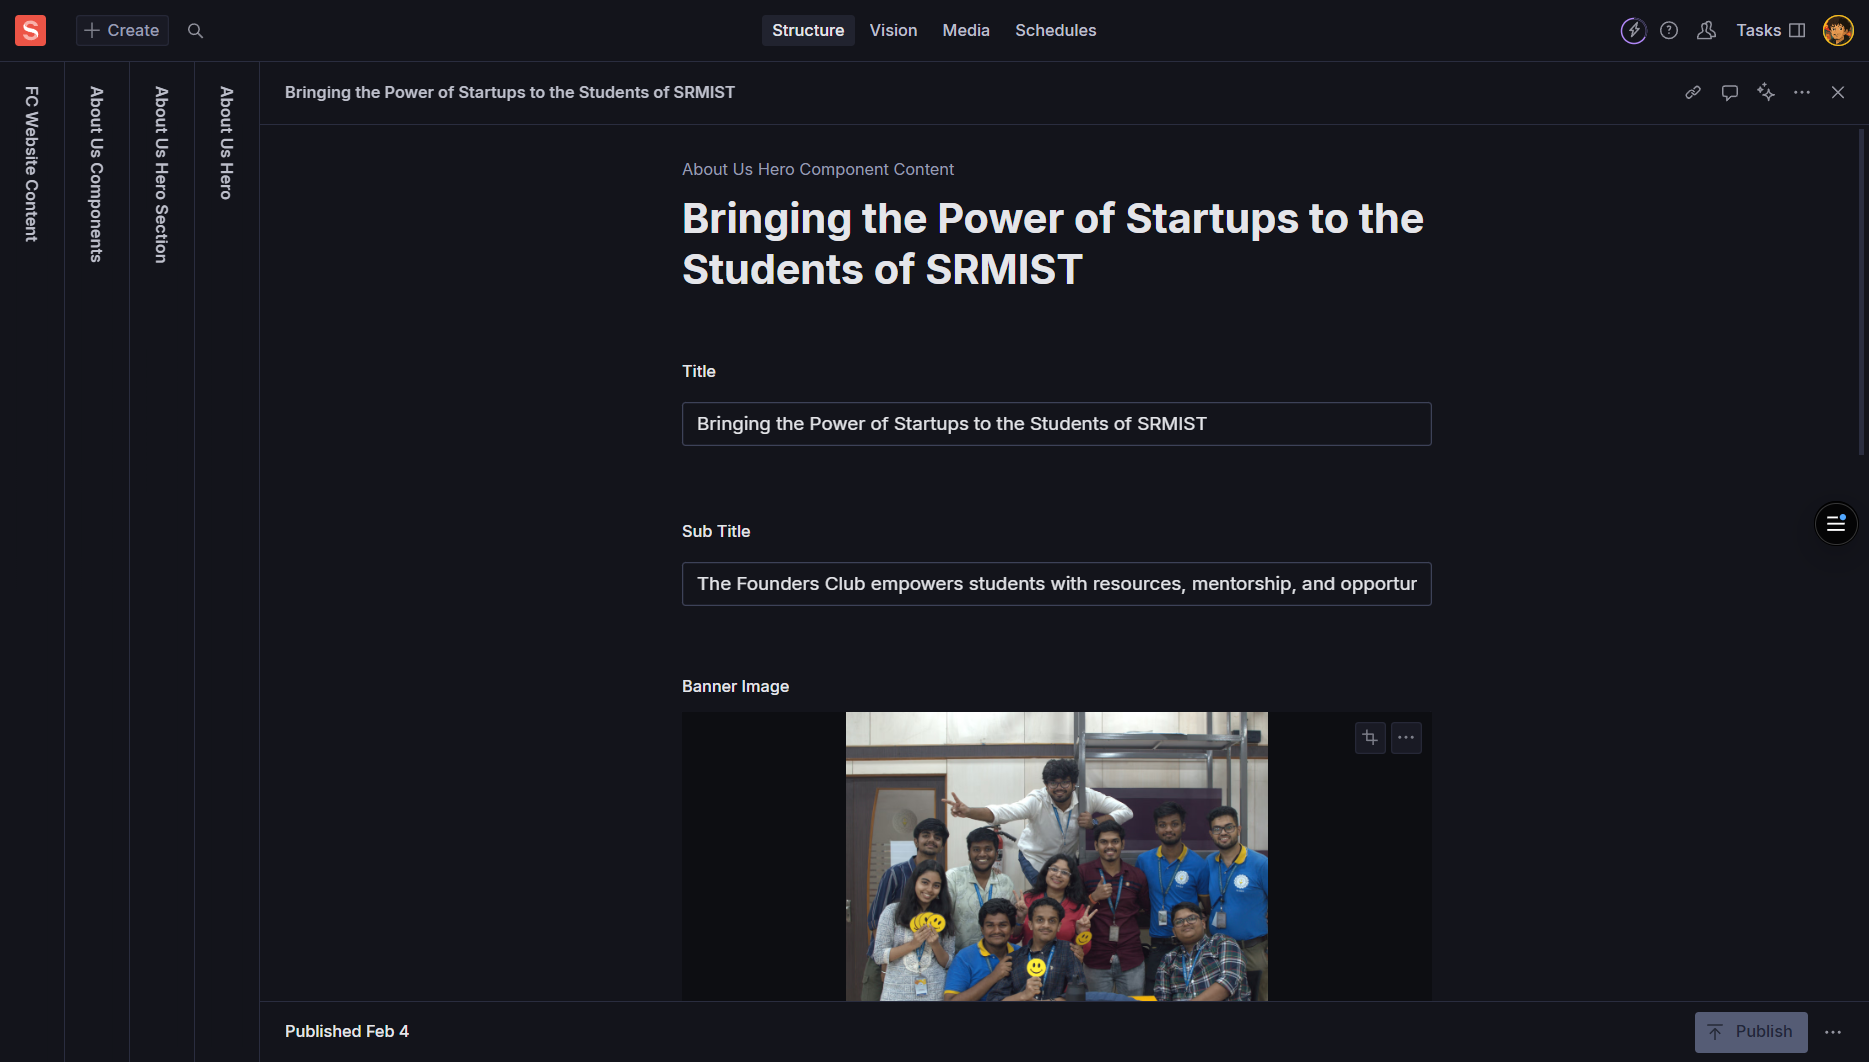 S
Create
Structure
Vision
Media
Schedules
Tasks
FC Website Content
About Us Components
About Us Hero Section
About Us Hero
Bringing the Power of Startups to the Students of SRMIST
About Us Hero Component Content
Bringing the Power of Startups to the
Students of SRMIST
Title
Bringing the Power of Startups to the Students of SRMIST
Sub Title
The Founders Club empowers students with resources, mentorship, and opportur
Banner Image
Published Feb 4
Publish